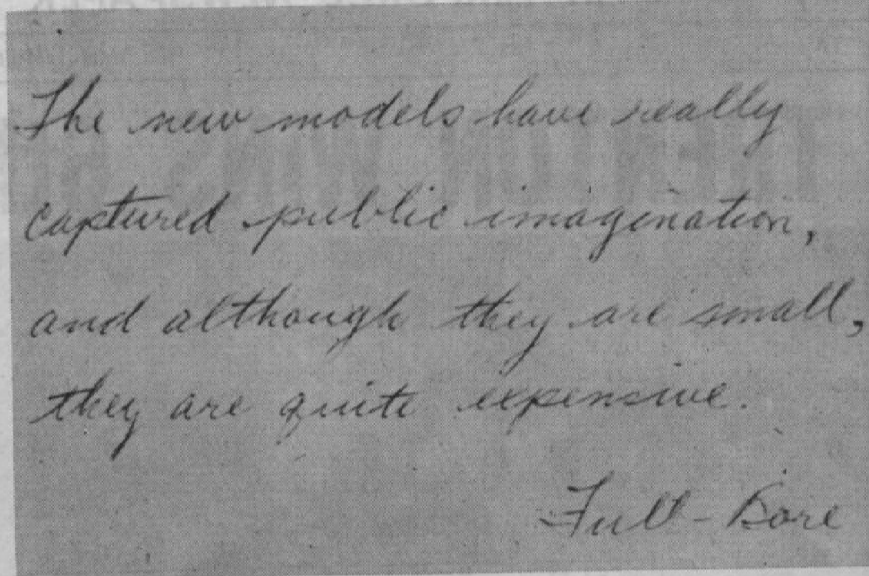 The new models have really
captured public imagination,
and although they are small,
they are quite expensive.
Full-Bore